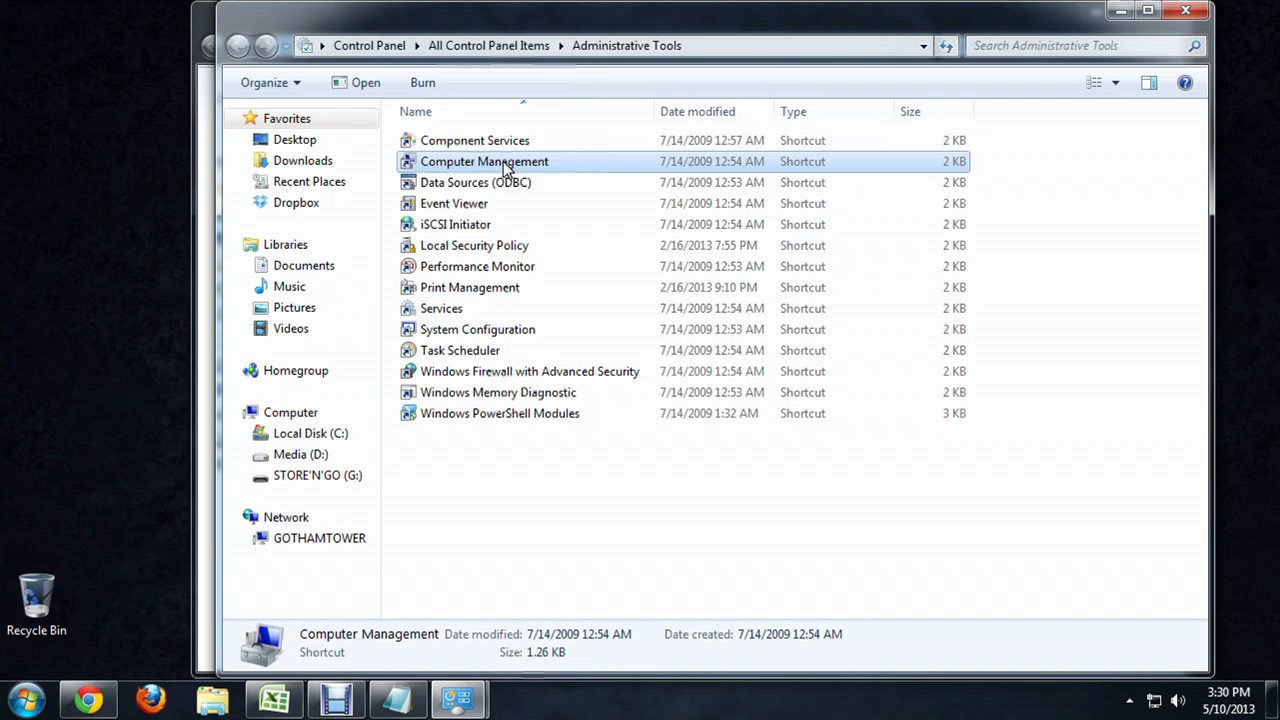 Control Panel All Control Panel Items Administrative Tools Search Administrative Tools
Organize Open Burn
Favorites
Desktop
Downloads
Recent Places
Dropbox
Libraries
Documents
Music
Pictures
Videos
Homegroup
Computer
Local Disk (C:)
Media (D:)
STORE'N'GO (G:)
Network
GOTHAMTOWER
Name Date modified Type Size
Component Services 7/14/2009 12:57 AM Shortcut 2 KB
Computer Management 7/14/2009 12:54 AM Shortcut 2 KB
Data Sources (ODBC) 7/14/2009 12:53 AM Shortcut 2 KB
Event Viewer 7/14/2009 12:54 AM Shortcut 2 KB
iSCSI Initiator 7/14/2009 12:54 AM Shortcut 2 KB
Local Security Policy 2/16/2013 7:55 PM Shortcut 2 KB
Performance Monitor 7/14/2009 12:53 AM Shortcut 2 KB
Print Management 2/16/2013 9:10 PM Shortcut 2 KB
Services 7/14/2009 12:54 AM Shortcut 2 KB
System Configuration 7/14/2009 12:53 AM Shortcut 2 KB
Task Scheduler 7/14/2009 12:54 AM Shortcut 2 KB
Windows Firewall with Advanced Security 7/14/2009 12:54 AM Shortcut 2 KB
Windows Memory Diagnostic 7/14/2009 12:53 AM Shortcut 2 KB
Windows PowerShell Modules 7/14/2009 1:32 AM Shortcut 3 KB
Computer Management Date modified: 7/14/2009 12:54 AM Date created: 7/14/2009 12:54 AM
Shortcut Size: 1.26 KB
Recycle Bin
3:30 PM
5/10/2013